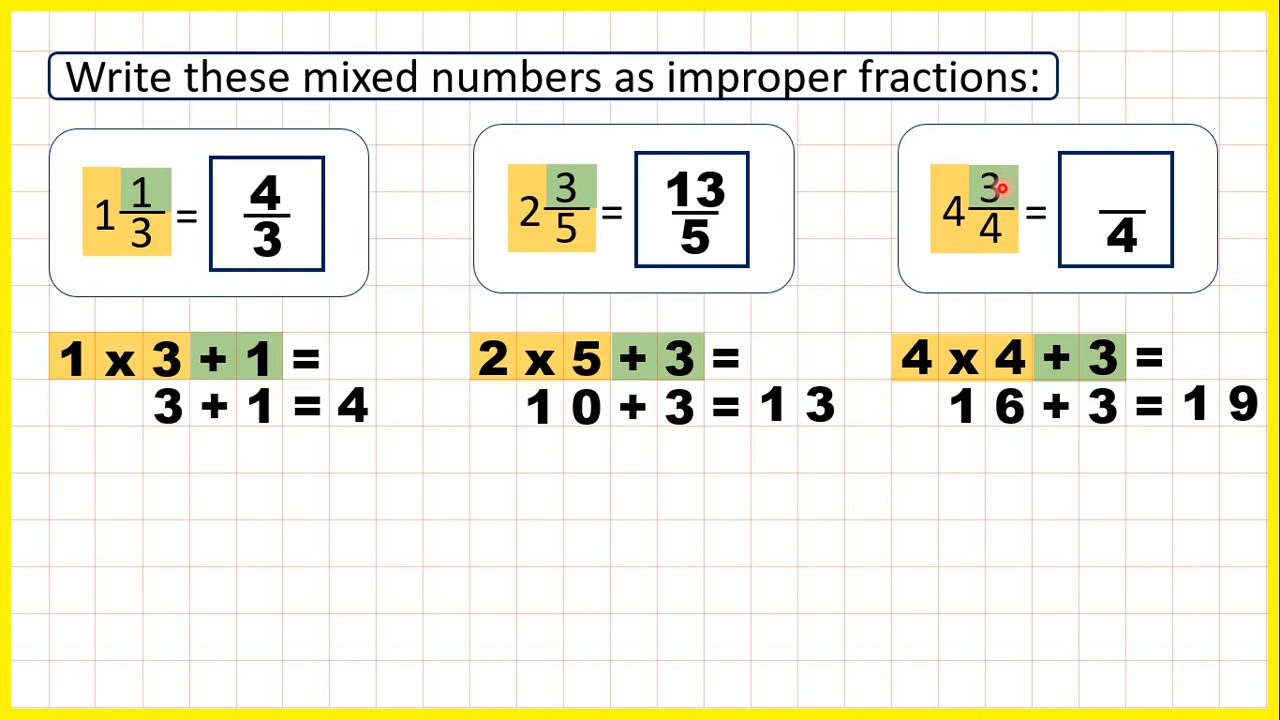 Write these mixed numbers as improper fractions:
1 1/3 = 4/3
2 3/5 = 13/5
4 3/4 = /4
1 x 3 + 1 =
3 + 1 = 4
2 x 5 + 3 =
10 + 3 = 13
4 x 4 + 3 =
16 + 3 = 19